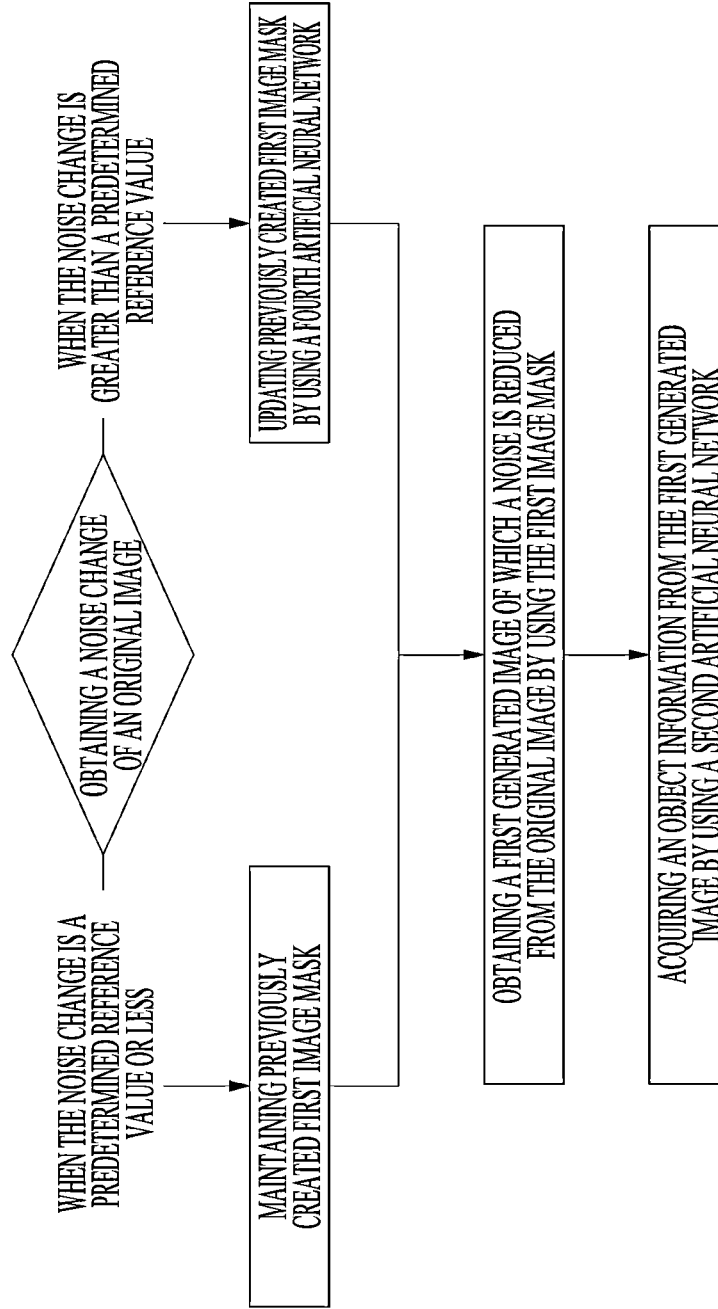 OBTAINING A NOISE CHANGE
OF AN ORIGINAL IMAGE
WHEN THE NOISE CHANGE IS A
PREDETERMINED REFERENCE
VALUE OR LESS
WHEN THE NOISE CHANGE IS
GREATER THAN A PREDETERMINED
REFERENCE VALUE
MAINTAINING PREVIOUSLY
CREATED FIRST IMAGE MASK
UPDATING PREVIOUSLY CREATED FIRST IMAGE MASK
BY USING A FOURTH ARTIFICIAL NEURAL NETWORK
OBTAINING A FIRST GENERATED IMAGE OF WHICH A NOISE IS REDUCED
FROM THE ORIGINAL IMAGE BY USING THE FIRST IMAGE MASK
ACQUIRING AN OBJECT INFORMATION FROM THE FIRST GENERATED
IMAGE BY USING A SECOND ARTIFICIAL NEURAL NETWORK